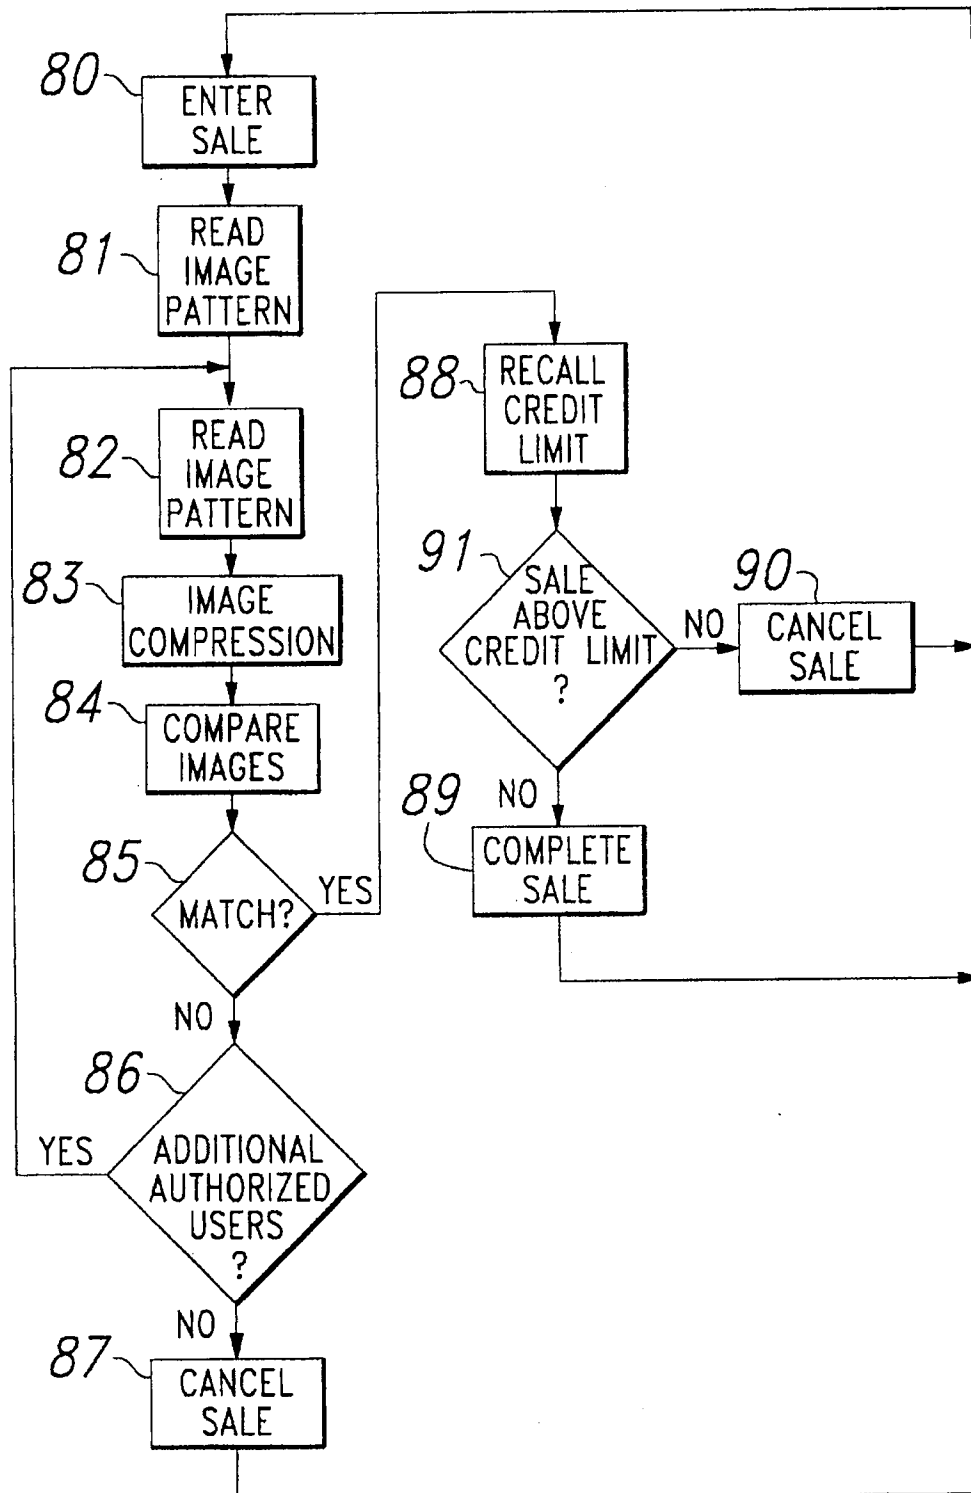 80
ENTER
SALE
81
READ
IMAGE
PATTERN
82
READ
IMAGE
PATTERN
83
IMAGE
COMPRESSION
84
COMPARE
IMAGES
85
MATCH?
YES
NO
86
ADDITIONAL
AUTHORIZED
USERS
?
YES
NO
87
CANCEL
SALE
88
RECALL
CREDIT
LIMIT
91
SALE
ABOVE
CREDIT LIMIT
?
NO
90
CANCEL
SALE
NO
89
COMPLETE
SALE